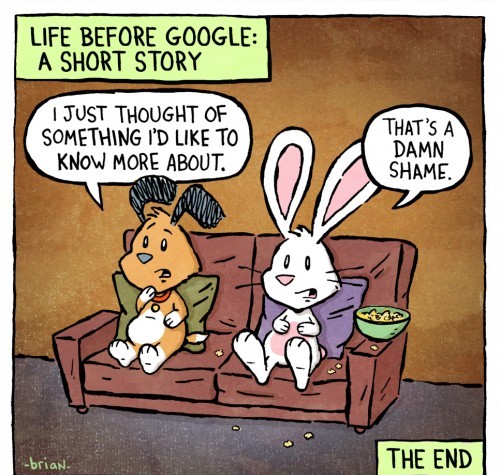 LIFE BEFORE GOOGLE:
A SHORT STORY
I JUST THOUGHT OF
SOMETHING I'D LIKE TO
KNOW MORE ABOUT.
THAT'S A
DAMN
SHAME.
-brian.
THE END